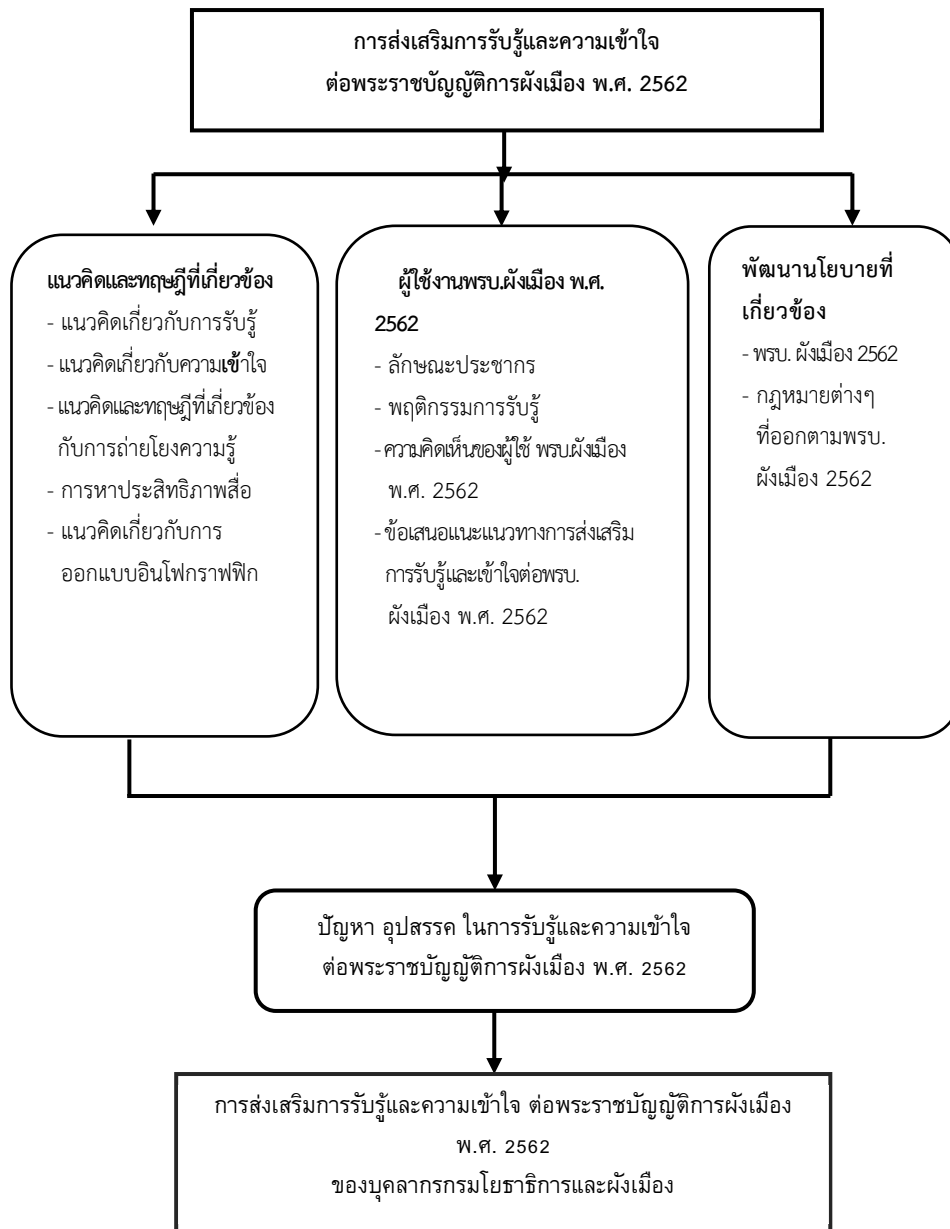 การส่งเสริมการรับรู้และความเข้าใจ
ต่อพระราชบัญญัติการผังเมือง พ.ศ. 2562
แนวคิดและทฤษฎีที่เกี่ยวข้อง
- แนวคิดเกี่ยวกับการรับรู้
- แนวคิดเกี่ยวกับความเข้าใจ
- แนวคิดและทฤษฎีที่เกี่ยวข้อง
กับการถ่ายโยงความรู้
- การหาประสิทธิภาพสื่อ
- แนวคิดเกี่ยวกับการ
ออกแบบอินโฟกราฟฟิก
ผู้ใช้งานพรบ.ผังเมือง พ.ศ.
2562
- ลักษณะประชากร
- พฤติกรรมการรับรู้
- ความคิดเห็นของผู้ใช้ พรบ.ผังเมือง
พ.ศ. 2562
- ข้อเสนอแนะแนวทางการส่งเสริม
การรับรู้และเข้าใจต่อพรบ.
ผังเมือง พ.ศ. 2562
พัฒนานโยบายที่
เกี่ยวข้อง
- พรบ. ผังเมือง 2562
- กฎหมายต่างๆ
ที่ออกตามพรบ.
ผังเมือง 2562
ปัญหา อุปสรรค ในการรับรู้และความเข้าใจ
ต่อพระราชบัญญัติการผังเมือง พ.ศ. 2562
การส่งเสริมการรับรู้และความเข้าใจ ต่อพระราชบัญญัติการผังเมือง
พ.ศ. 2562
ของบุคลากรกรมโยธาธิการและผังเมือง